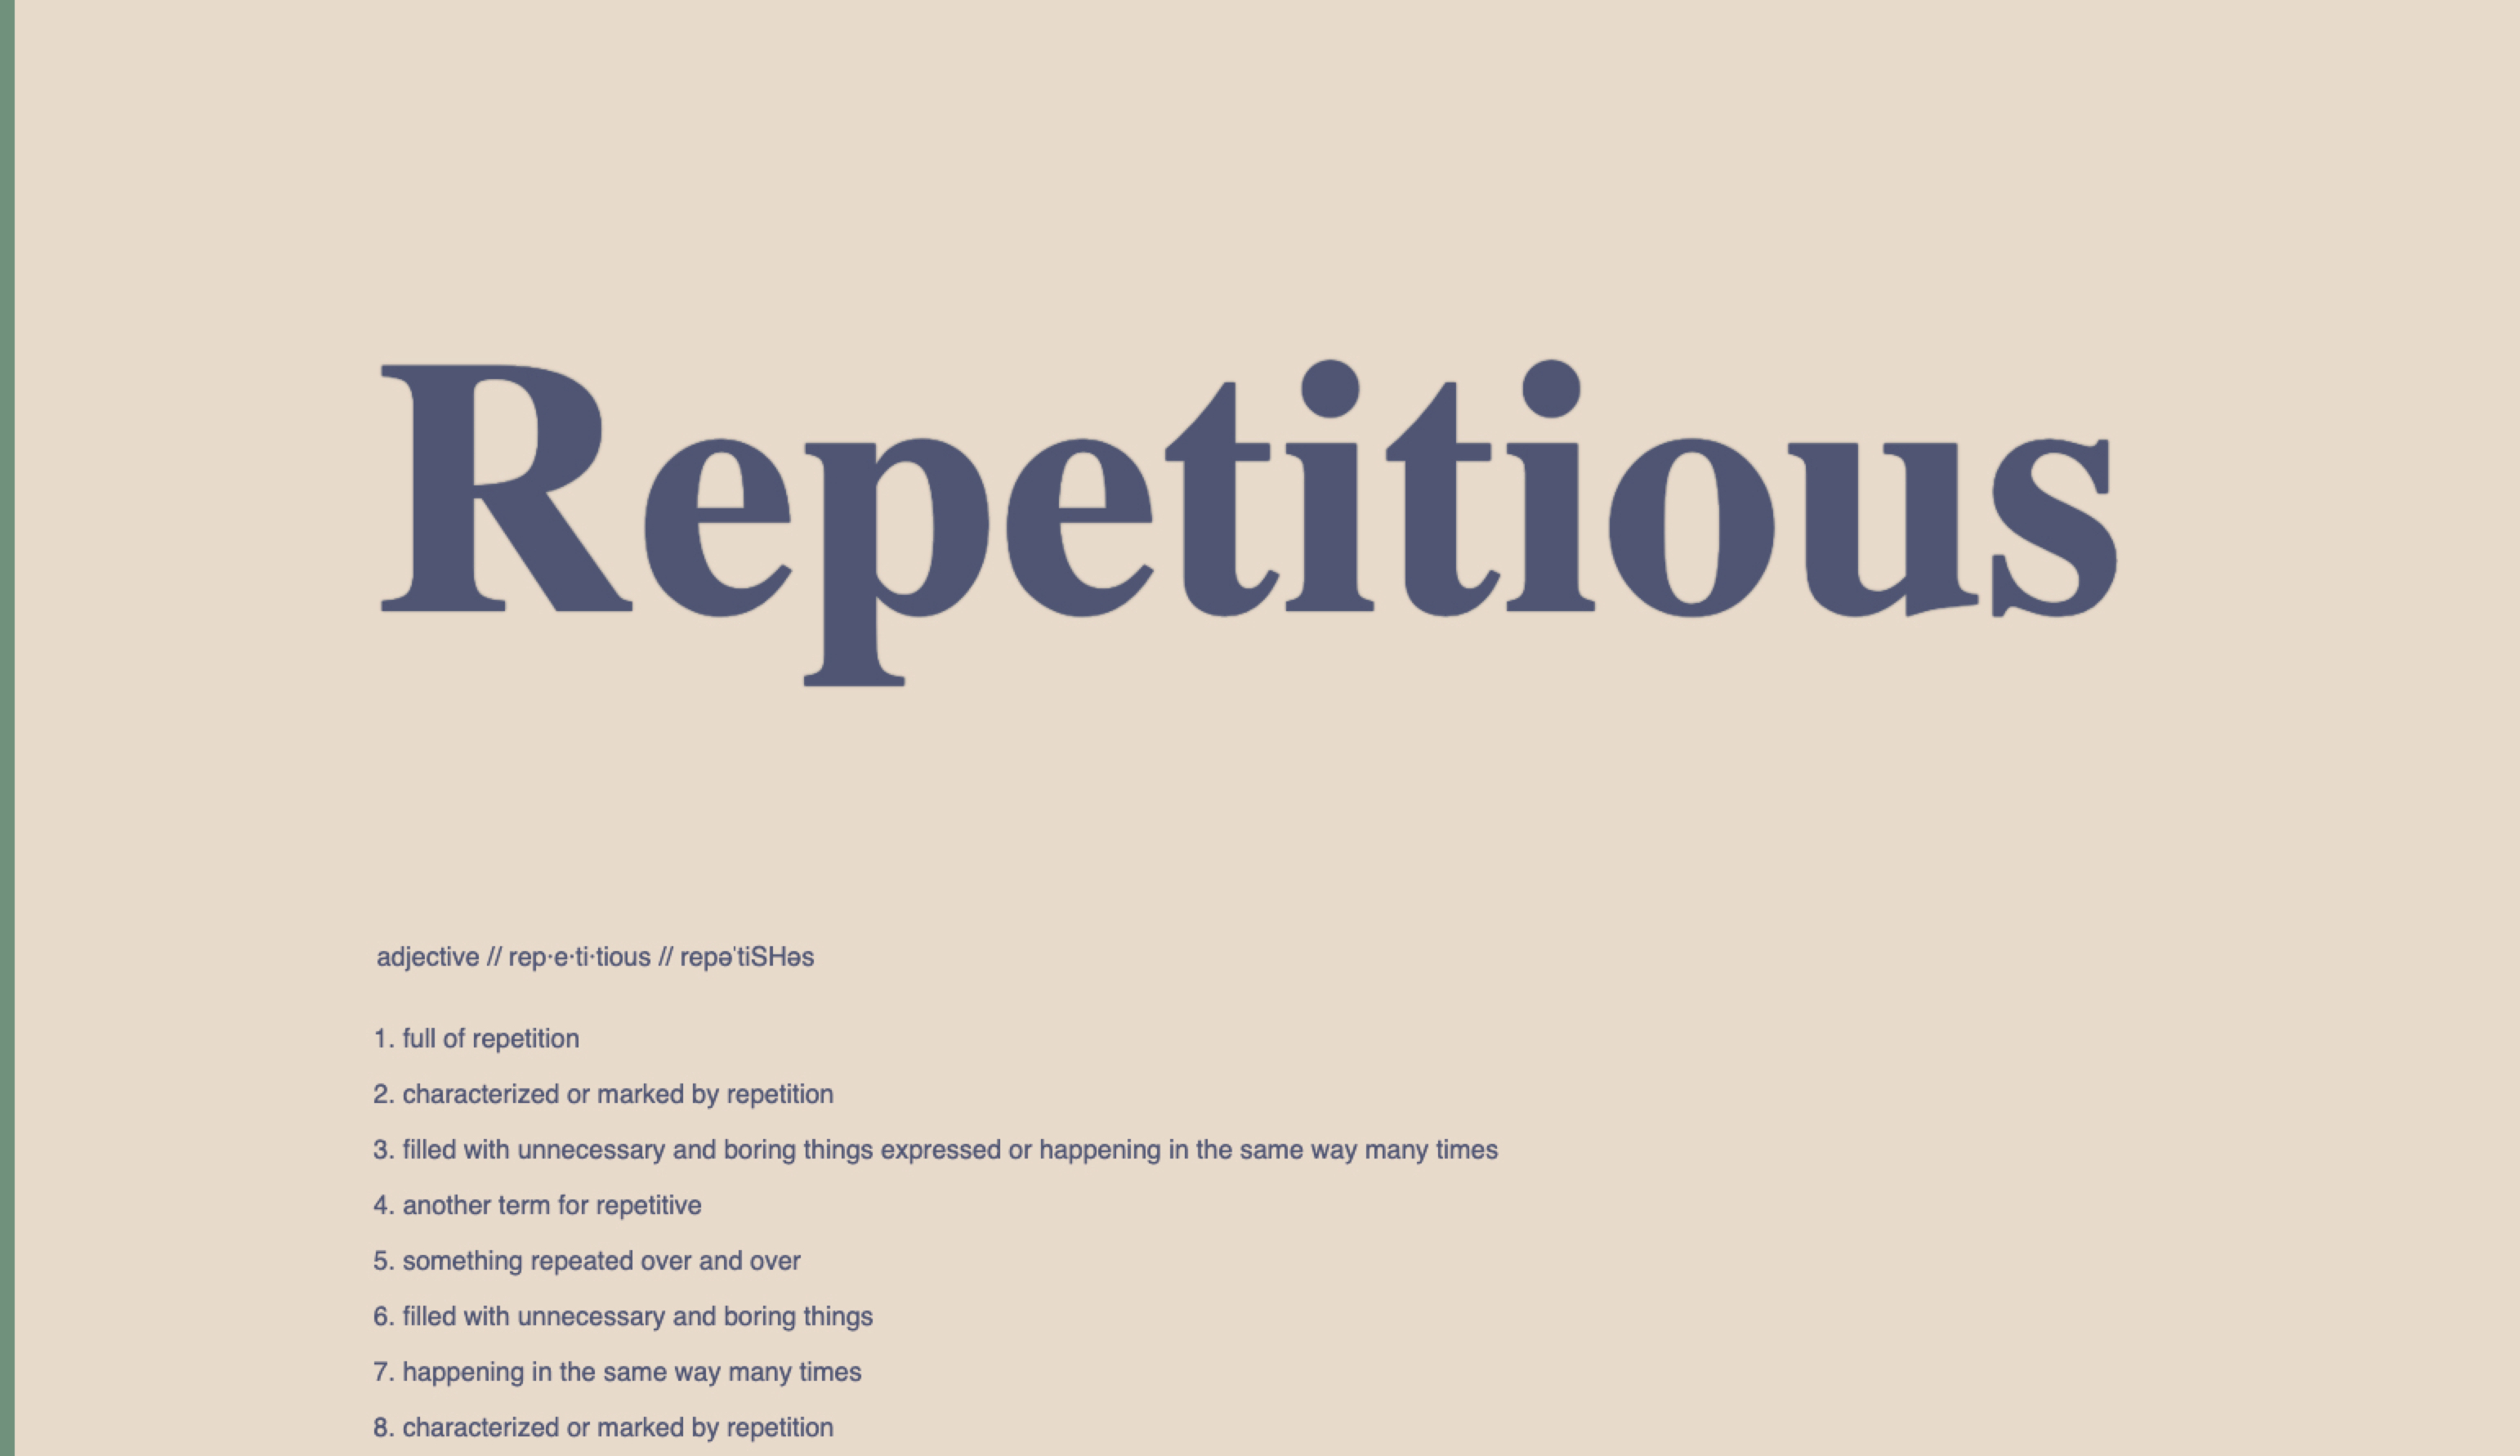 Repetitious
adjective // rep·e·ti·tious // repəˈtiSHəs
1. full of repetition
2. characterized or marked by repetition
3. filled with unnecessary and boring things expressed or happening in the same way many times
4. another term for repetitive
5. something repeated over and over
6. filled with unnecessary and boring things
7. happening in the same way many times
8. characterized or marked by repetition